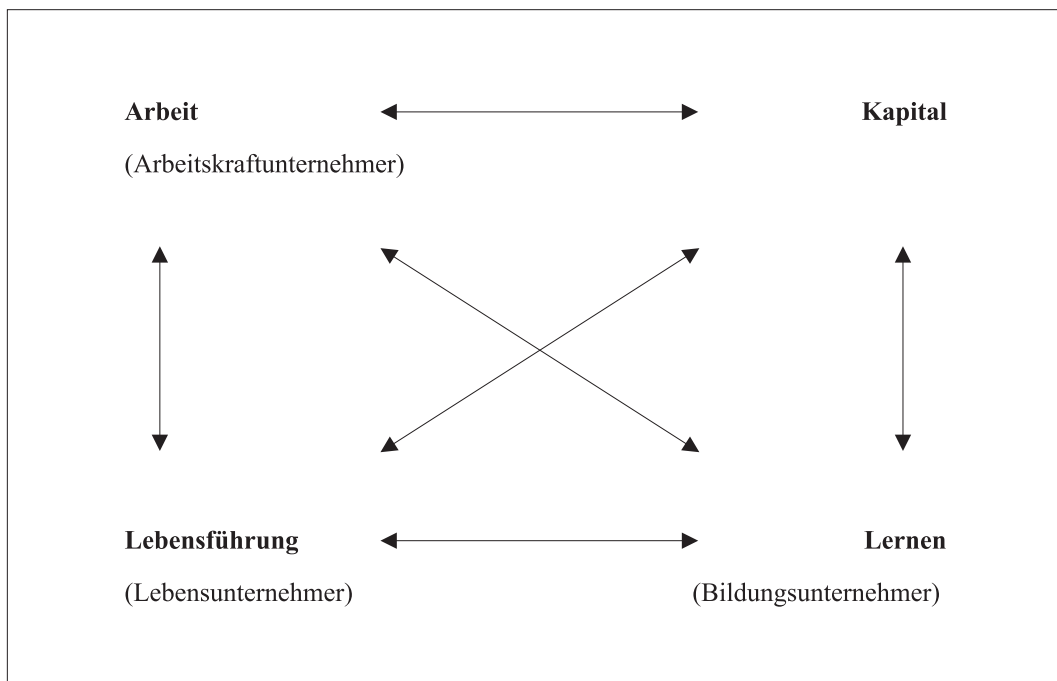 Arbeit Kapital
(Arbeitskraftunternehmer)
Lebensführung Lernen
(Lebensunternehmer) (Bildungsunternehmer)